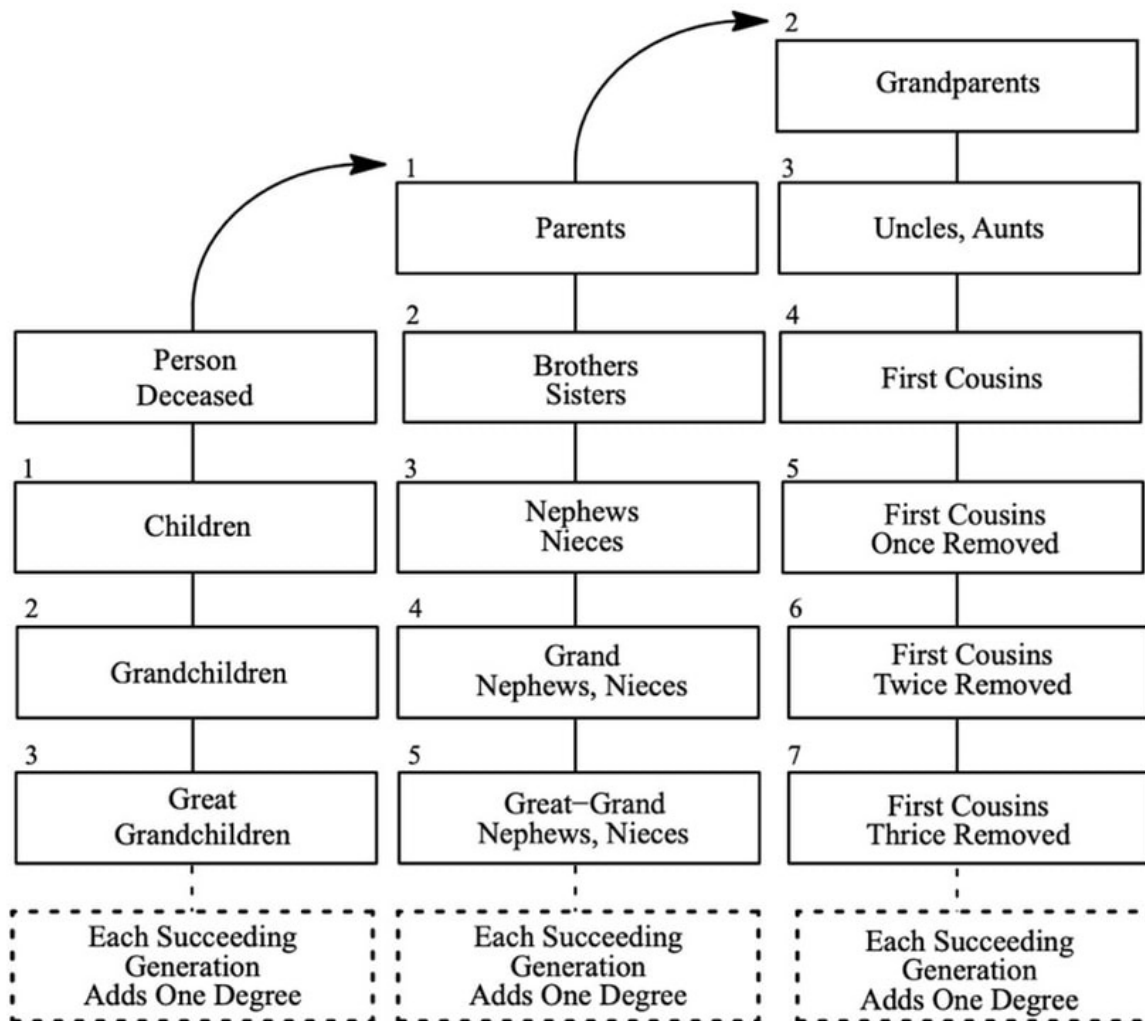 Person
Deceased
1
Children
2
Grandchildren
3
Great
Grandchildren
Each Succeeding
Generation
Adds One Degree
1
Parents
2
Brothers
Sisters
3
Nephews
Nieces
4
Grand
Nephews, Nieces
5
Great-Grand
Nephews, Nieces
Each Succeeding
Generation
Adds One Degree
2
Grandparents
3
Uncles, Aunts
4
First Cousins
5
First Cousins
Once Removed
6
First Cousins
Twice Removed
7
First Cousins
Thrice Removed
Each Succeeding
Generation
Adds One Degree